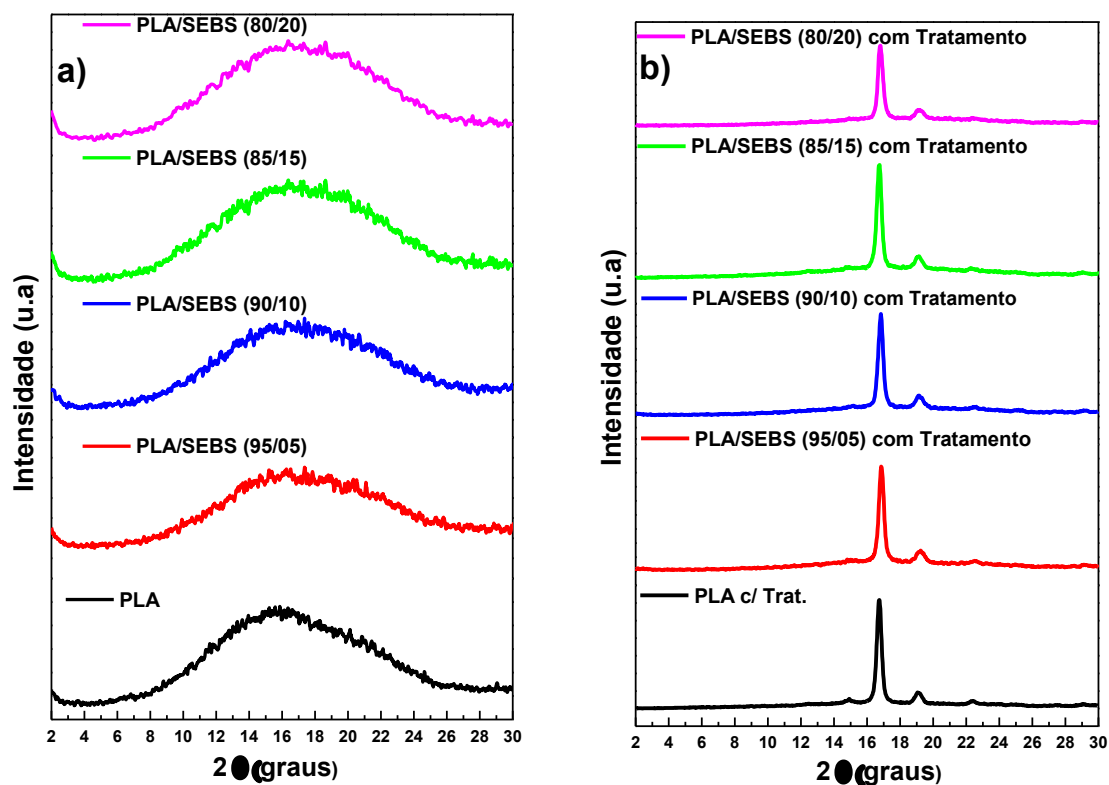 a)
PLA/SEBS (80/20)
PLA/SEBS (85/15)
PLA/SEBS (90/10)
PLA/SEBS (95/05)
PLA
Intensidade (u.a)
2 4 6 8 10 12 14 16 18 20 22 24 26 28 30
2 (graus)
b)
PLA/SEBS (80/20) com Tratamento
PLA/SEBS (85/15) com Tratamento
PLA/SEBS (90/10) com Tratamento
PLA/SEBS (95/05) com Tratamento
PLA c/ Trat.
Intensidade (u.a)
2 4 6 8 10 12 14 16 18 20 22 24 26 28 30
2 (graus)